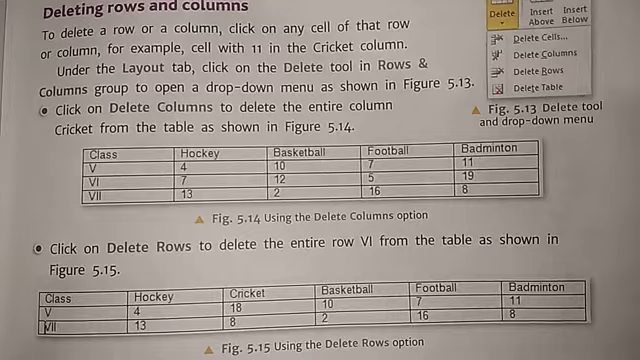 Deleting rows and columns
To delete a row or a column, click on any cell of that row
or column, for example, cell with 11 in the Cricket column.
Under the Layout tab, click on the Delete tool in Rows &
Columns group to open a drop-down menu as shown in Figure 5.13.
Click on Delete Columns to delete the entire column
Cricket from the table as shown in Figure 5.14.
Delete Insert Above Insert Below
Delete Cells...
Delete Columns
Delete Rows
Delete Table
Fig. 5.13 Delete tool
and drop-down menu
Class Hockey Basketball Football Badminton
V 4 10 7 11
VI 7 12 5 19
VII 13 2 16 8
Fig. 5.14 Using the Delete Columns option
Click on Delete Rows to delete the entire row VI from the table as shown in
Figure 5.15.
Class Hockey Cricket Basketball Football Badminton
V 4 18 10 7 11
VII 13 8 2 16 8
Fig. 5.15 Using the Delete Rows option